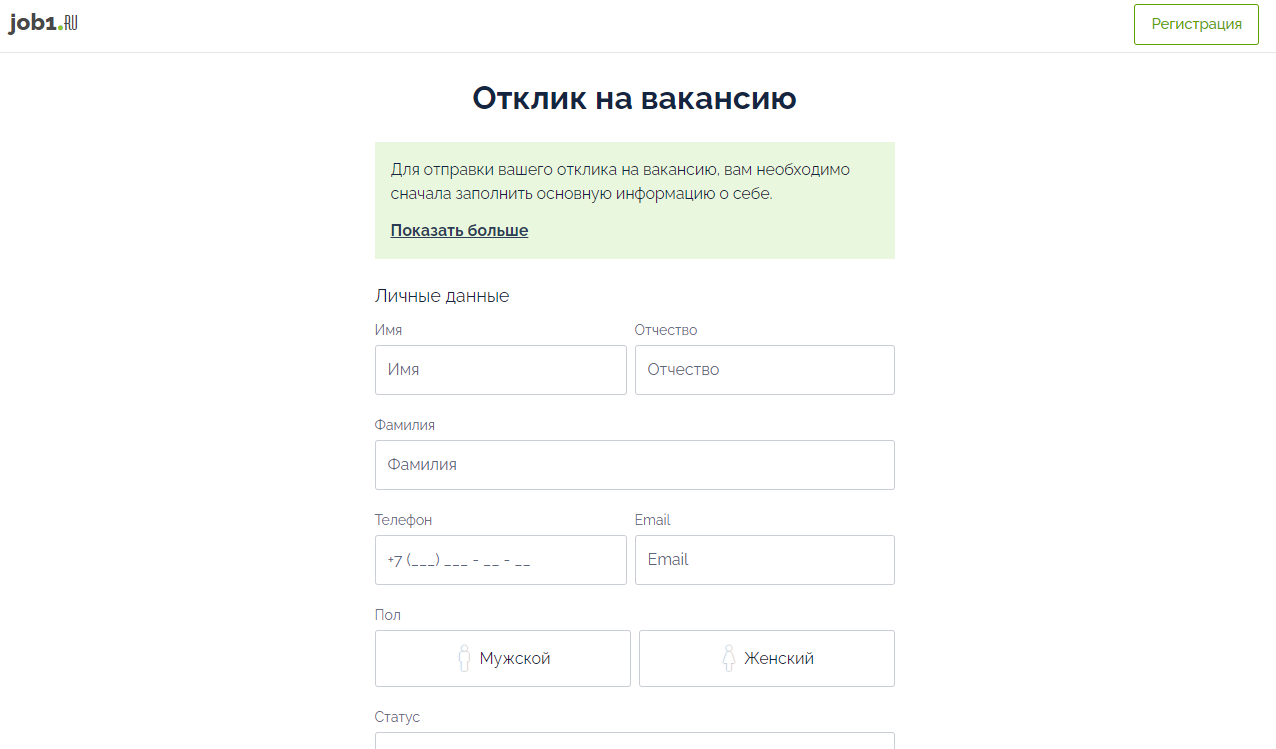 job1.RU
Регистрация
Отклик на вакансию
Для отправки вашего отклика на вакансию, вам необходимо
сначала заполнить основную информацию о себе.
Показать больше
Личные данные
Имя Отчество
Имя Отчество
Фамилия
Фамилия
Телефон Email
+7 (___) ___ - __ - __ Email
Пол
Мужской Женский
Статус